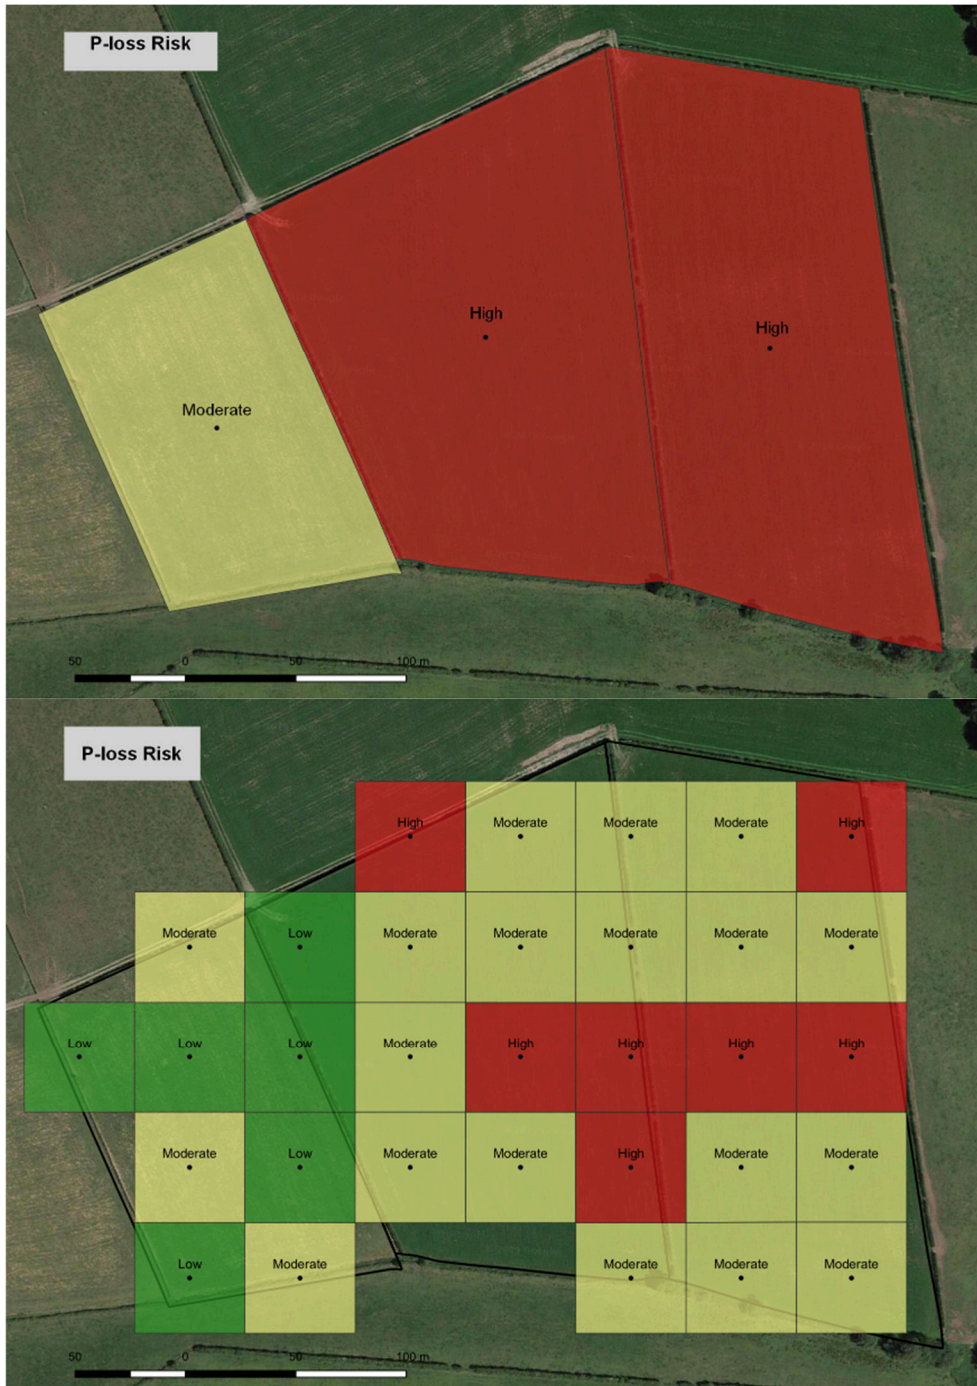 P-loss Risk
High
High
Moderate
50 0 50 100 m
P-loss Risk
High Moderate Moderate Moderate High
Moderate Low Moderate Moderate Moderate Moderate Moderate
Low Low Low Moderate High High High High
Moderate Low Moderate Moderate High Moderate Moderate
Low Moderate Moderate Moderate Moderate
50 0 50 100 m